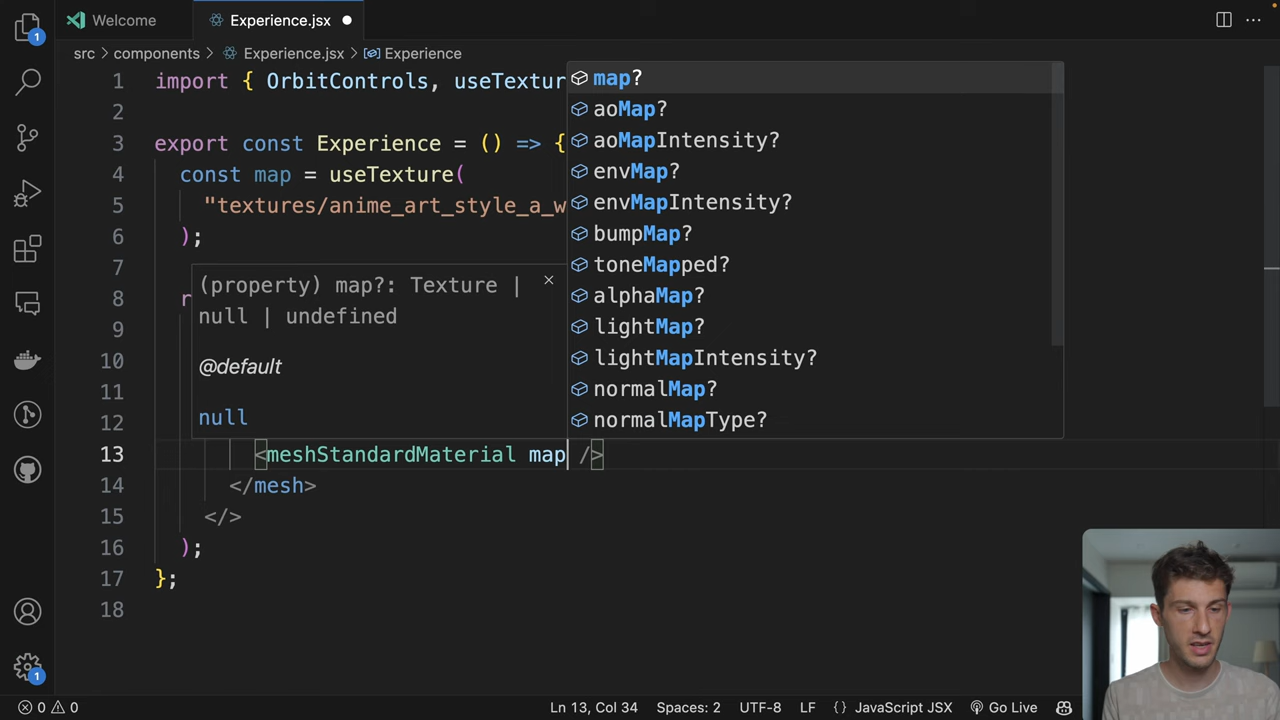 Welcome
Experience.jsx
src > components > Experience.jsx > Experience
1 import { OrbitControls, useTextur
2
3 export const Experience = () => {
4 const map = useTexture(
5 "textures/anime_art_style_a_w
6 );
7
8 r
9
10
11
12
13 <meshStandardMaterial map />
14 </mesh>
15 </>
16 );
17 };
18
(property) map?: Texture |
null | undefined
@default
null
map?
aoMap?
aoMapIntensity?
envMap?
envMapIntensity?
bumpMap?
toneMapped?
alphaMap?
lightMap?
lightMapIntensity?
normalMap?
normalMapType?
1
1
0 0
Ln 13, Col 34
Spaces: 2
UTF-8
LF
{} JavaScript JSX
Go Live